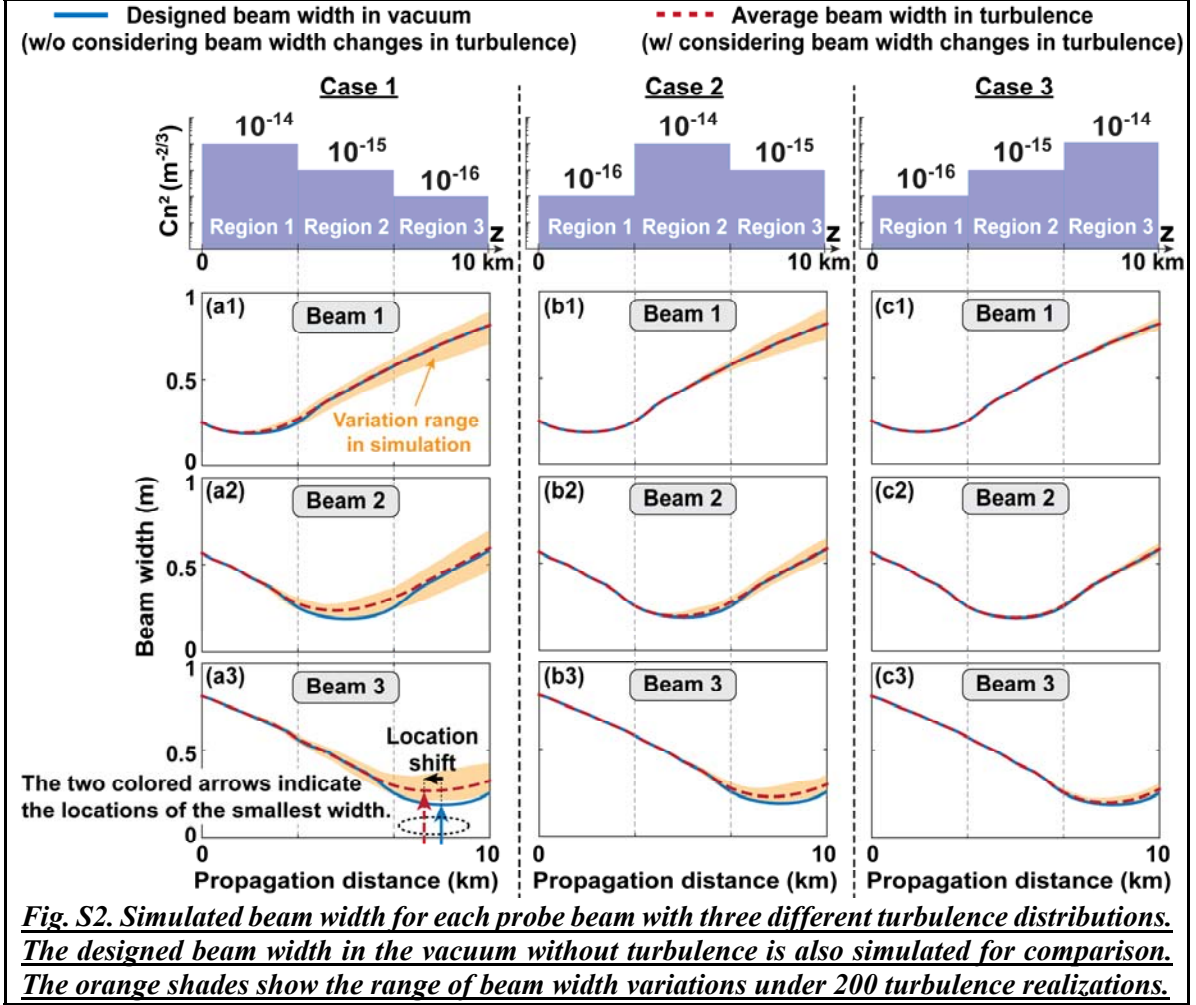 Designed beam width in vacuum
(w/o considering beam width changes in turbulence)
Average beam width in turbulence
(w/ considering beam width changes in turbulence)
Case 1
Case 2
Case 3
Cn² (m⁻²ᐟ³)
10⁻¹⁴
10⁻¹⁵
10⁻¹⁶
Region 1 Region 2 Region 3
z
0
10 km
10⁻¹⁶
10⁻¹⁴
10⁻¹⁵
Region 1 Region 2 Region 3
z
0
10 km
10⁻¹⁶
10⁻¹⁵
10⁻¹⁴
Region 1 Region 2 Region 3
z
0
10 km
Beam width (m)
1
0.5
0
(a1)
Beam 1
Variation range
in simulation
(b1)
Beam 1
(c1)
Beam 1
1
0.5
0
(a2)
Beam 2
(b2)
Beam 2
(c2)
Beam 2
1
0.5
0
(a3)
Beam 3
Location
shift
The two colored arrows indicate
the locations of the smallest width.
(b3)
Beam 3
(c3)
Beam 3
0
10
Propagation distance (km)
0
10
Propagation distance (km)
0
10
Propagation distance (km)
Fig. S2. Simulated beam width for each probe beam with three different turbulence distributions.
The designed beam width in the vacuum without turbulence is also simulated for comparison.
The orange shades show the range of beam width variations under 200 turbulence realizations.